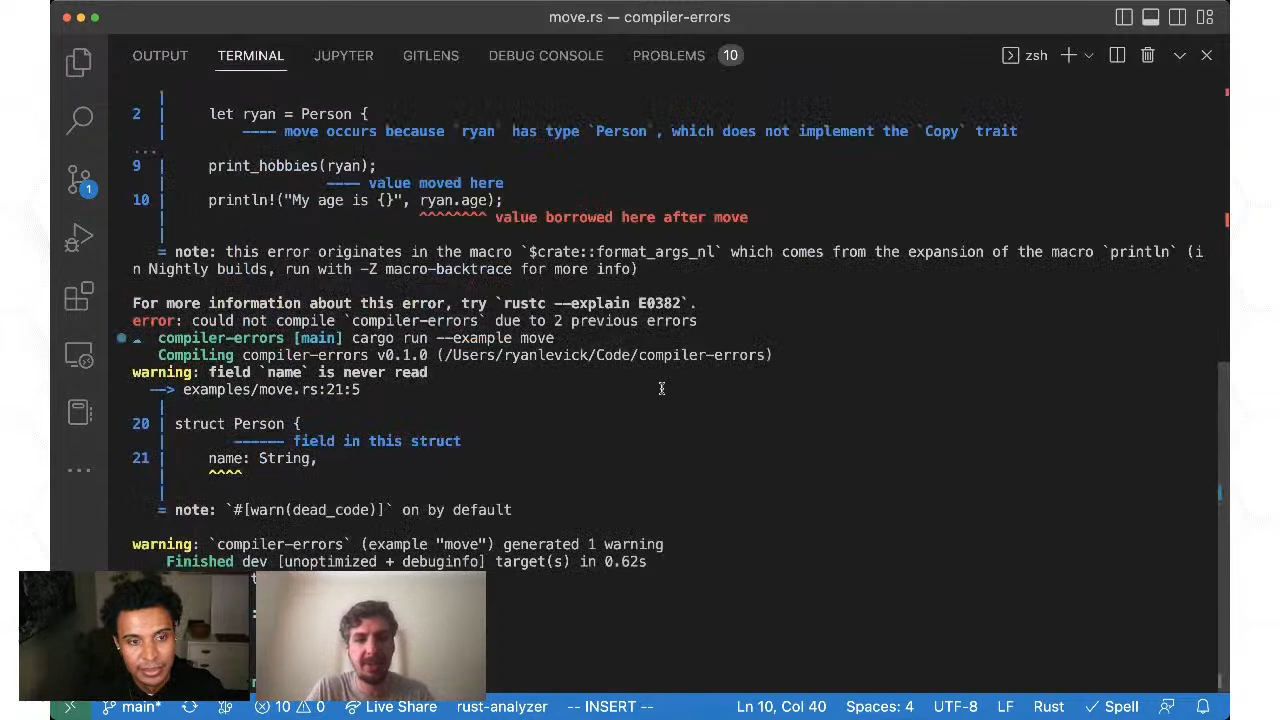 move.rs — compiler-errors
OUTPUT TERMINAL JUPYTER GITLENS DEBUG CONSOLE PROBLEMS 10 zsh
2 | let ryan = Person {
| ---- move occurs because `ryan` has type `Person`, which does not implement the `Copy` trait
...
9 | print_hobbies(ryan);
| ---- value moved here
10 | println!("My age is {}", ryan.age);
| ^^^^^^^^ value borrowed here after move
|
= note: this error originates in the macro `$crate::format_args_nl` which comes from the expansion of the macro `println` (i
n Nightly builds, run with -Z macro-backtrace for more info)
For more information about this error, try `rustc --explain E0382`.
error: could not compile `compiler-errors` due to 2 previous errors
compiler-errors [main] cargo run --example move
Compiling compiler-errors v0.1.0 (/Users/ryanlevick/Code/compiler-errors)
warning: field `name` is never read
--> examples/move.rs:21:5
|
20 | struct Person {
| ------ field in this struct
21 | name: String,
| ^^^^
|
= note: `#[warn(dead_code)]` on by default
warning: `compiler-errors` (example "move") generated 1 warning
Finished dev [unoptimized + debuginfo] target(s) in 0.62s
1
main* 10 0 Live Share rust-analyzer -- INSERT -- Ln 10, Col 40 Spaces: 4 UTF-8 LF Rust Spell